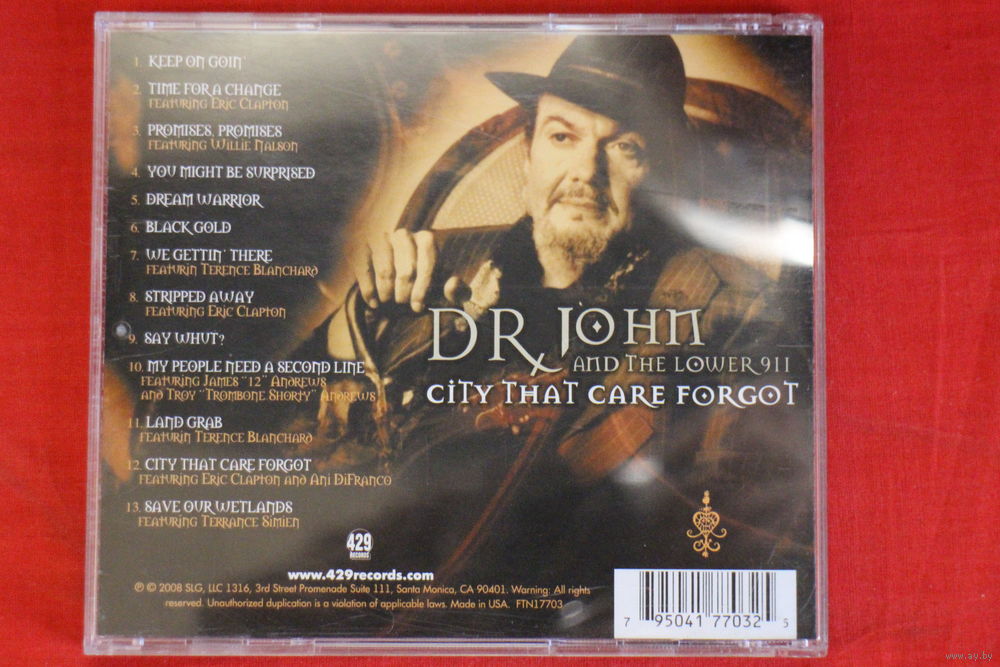 1. KEEP ON GOIN'
2. TIME FOR A CHANGE
FEATURING ERIC CLAPTON
3. PROMISES, PROMISES
FEATURING WILLIE NALSON
4. YOU MIGHT BE SURPRISED
5. DREAM WARRIOR
6. BLACK GOLD
7. WE GETTIN' THERE
FEATURIN TERENCE BLANCHARD
8. STRIPPED AWAY
FEATURING ERIC CLAPTON
9. SAY WHUT?
10. MY PEOPLE NEED A SECOND LINE
FEATURING JAMES "12" ANDREWS
AND TROY "TROMBONE SHORTY" ANDREWS
11. LAND GRAB
FEATURIN TERENCE BLANCHARD
12. CITY THAT CARE FORGOT
FEATURING ERIC CLAPTON AND ANI DIFRANCO
13. SAVE OUR WETLANDS
FEATURING TERRANCE SIMIEN
DR JOHN
AND THE LOWER 911
CITY THAT CARE FORGOT
429
RECORDS
www.429records.com
℗ © 2008 SLG, LLC 1316, 3rd Street Promenade Suite 111, Santa Monica, CA 90401. Warning: All rights
reserved. Unauthorized duplication is a violation of applicable laws. Made in USA. FTN17703
7 95041 77032 5
www.ay.by